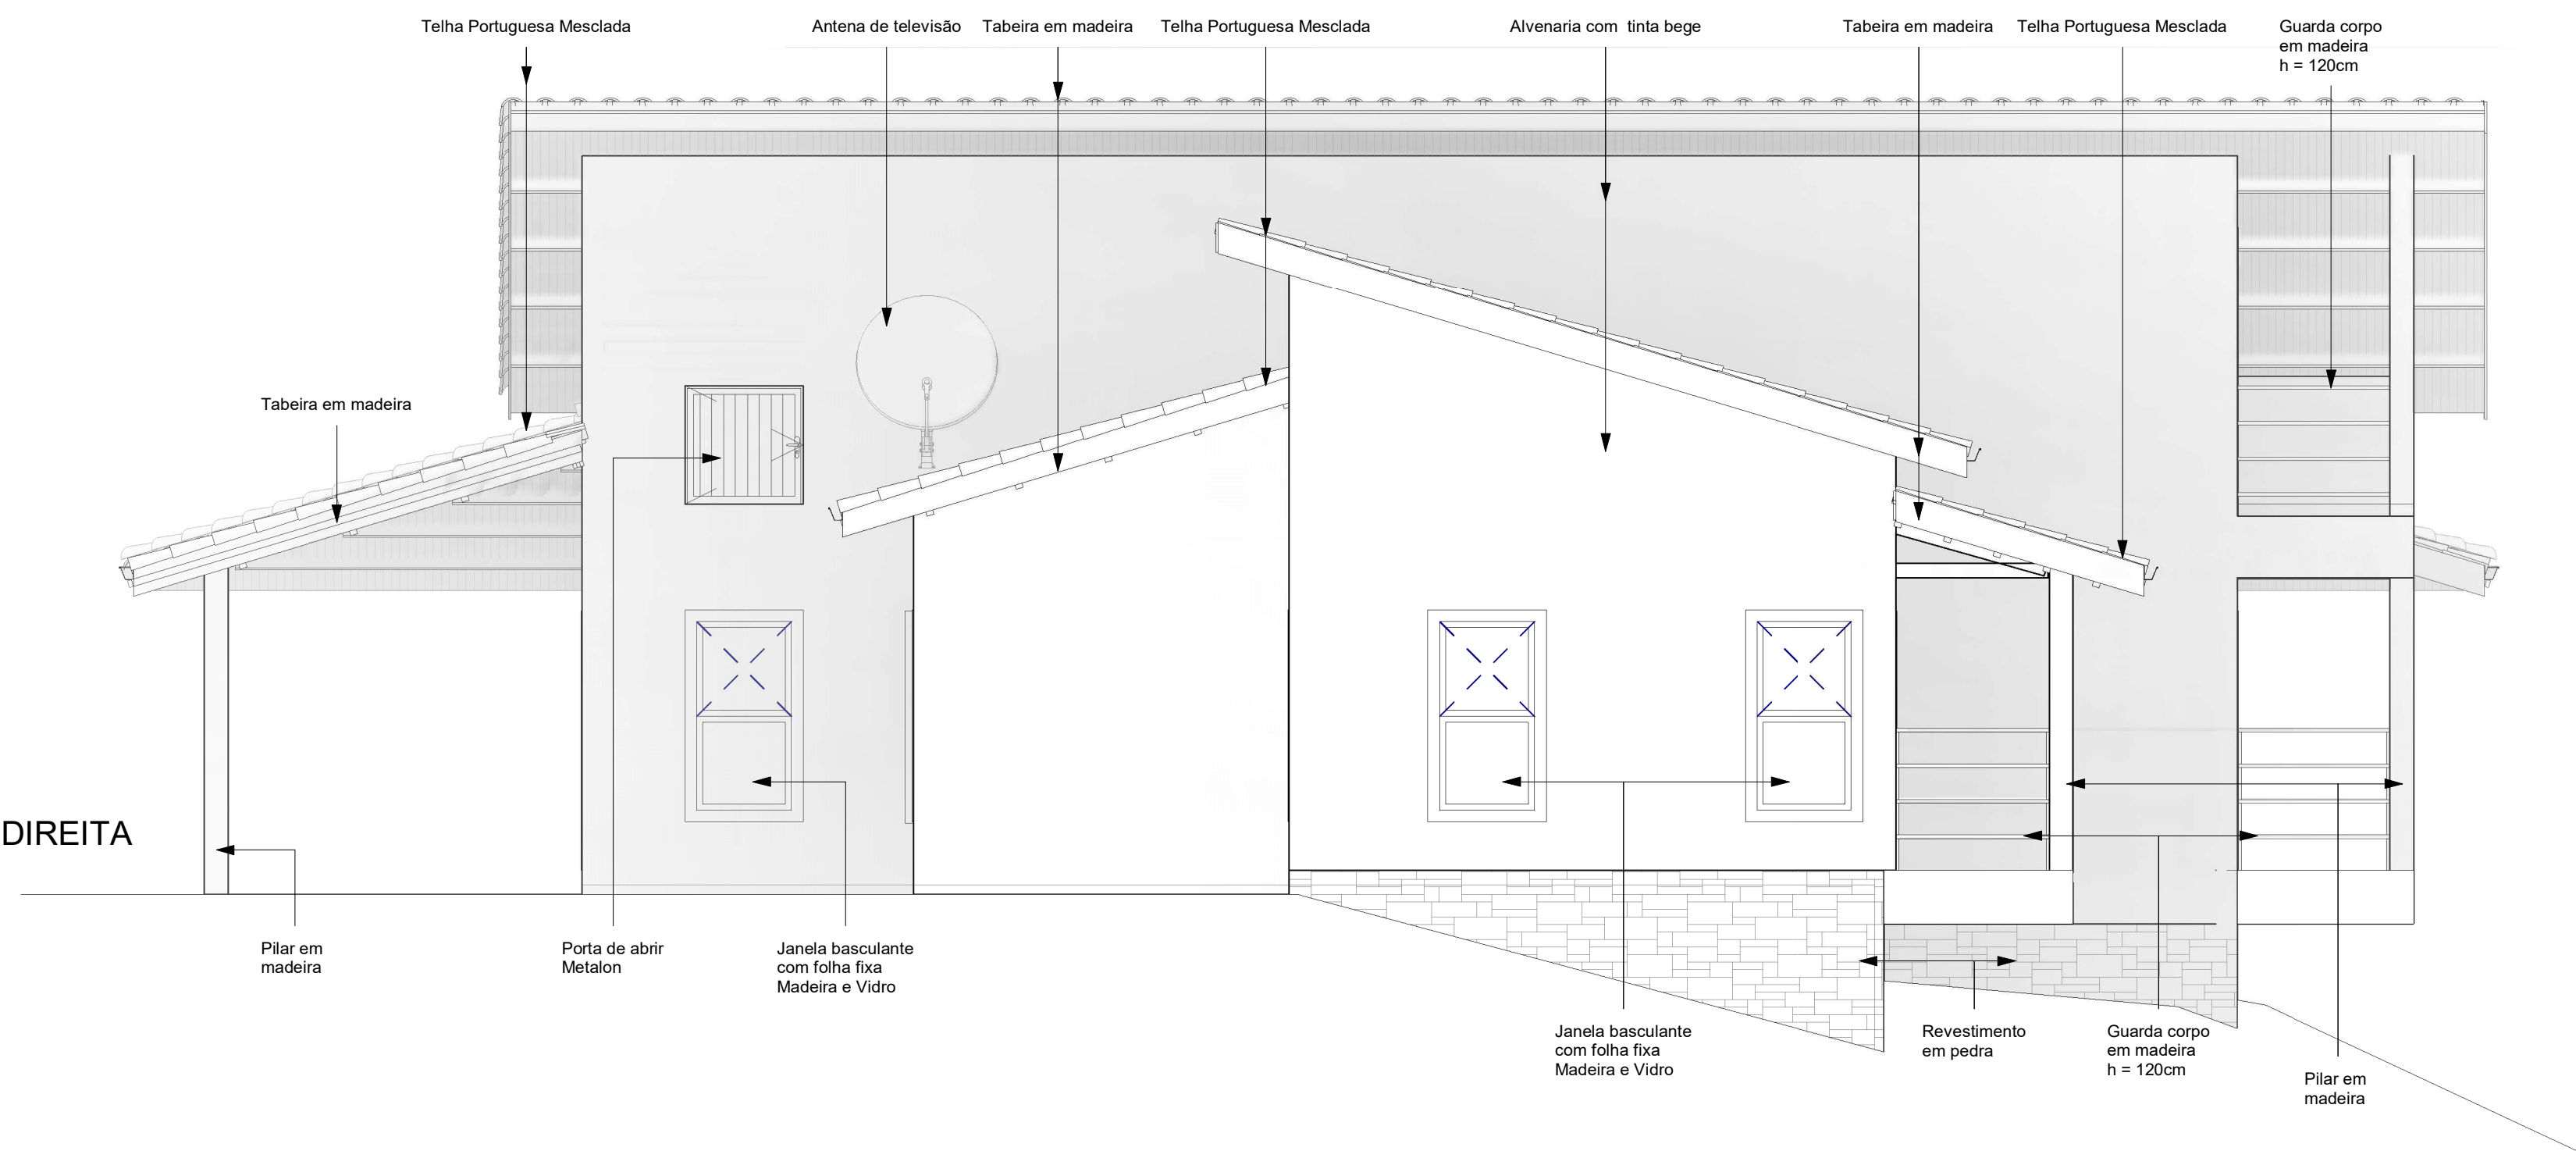 Telha Portuguesa Mesclada
Antena de televisão
Tabeira em madeira
Telha Portuguesa Mesclada
Alvenaria com tinta bege
Tabeira em madeira
Telha Portuguesa Mesclada
Guarda corpo
em madeira
h = 120cm
Tabeira em madeira
DIREITA
Pilar em
madeira
Porta de abrir
Metalon
Janela basculante
com folha fixa
Madeira e Vidro
Janela basculante
com folha fixa
Madeira e Vidro
Revestimento
em pedra
Guarda corpo
em madeira
h = 120cm
Pilar em
madeira